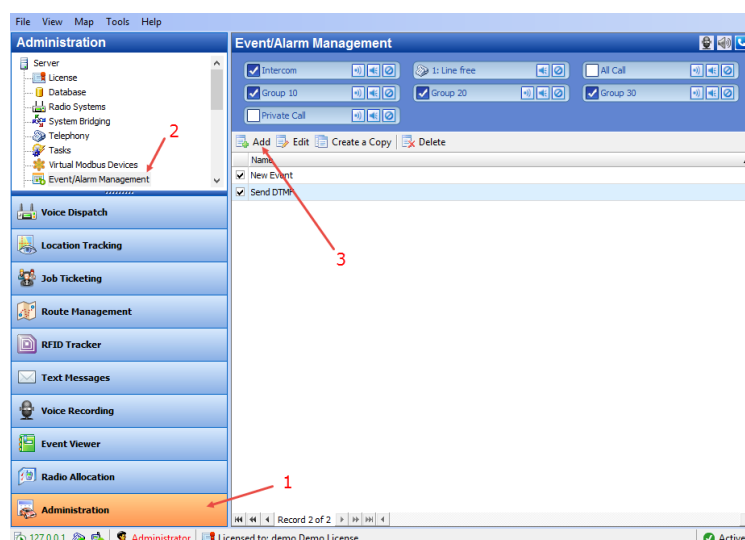 File View Map Tools Help
Administration
Event/Alarm Management
Server
License
Database
Radio Systems
System Bridging
Telephony
Tasks
Virtual Modbus Devices
Event/Alarm Management
2
Intercom
1: Line free
All Call
Group 10
Group 20
Group 30
Private Call
Add Edit Create a Copy Delete
Name
New Event
Send DTMF
3
Voice Dispatch
Location Tracking
Job Ticketing
Route Management
RFID Tracker
Text Messages
Voice Recording
Event Viewer
Radio Allocation
1
Administration
Record 2 of 2
127.0.0.1 Administrator Licensed to: demo Demo License Active